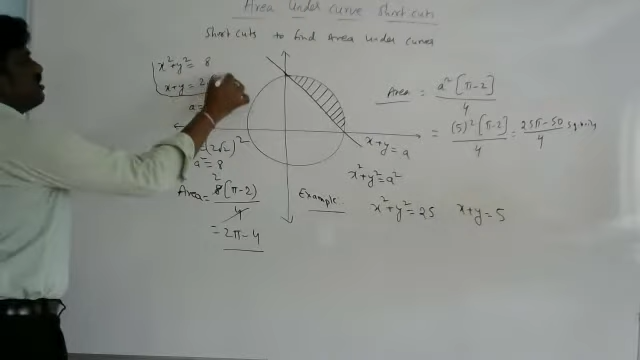 Area Under Curve Short cuts
Short cuts to find Area Under Curve
x²+y² = 8
x+y = 2
a=
(2√2)²
a² = 8
Area = 8(π-2)/4
2
= 2π-4
x+y = a
x²+y² = a²
Area = a²[π-2]/4
= (5)²[π-2]/4 = 25π-50/4 sq units
Example: x²+y² = 25 x+y = 5